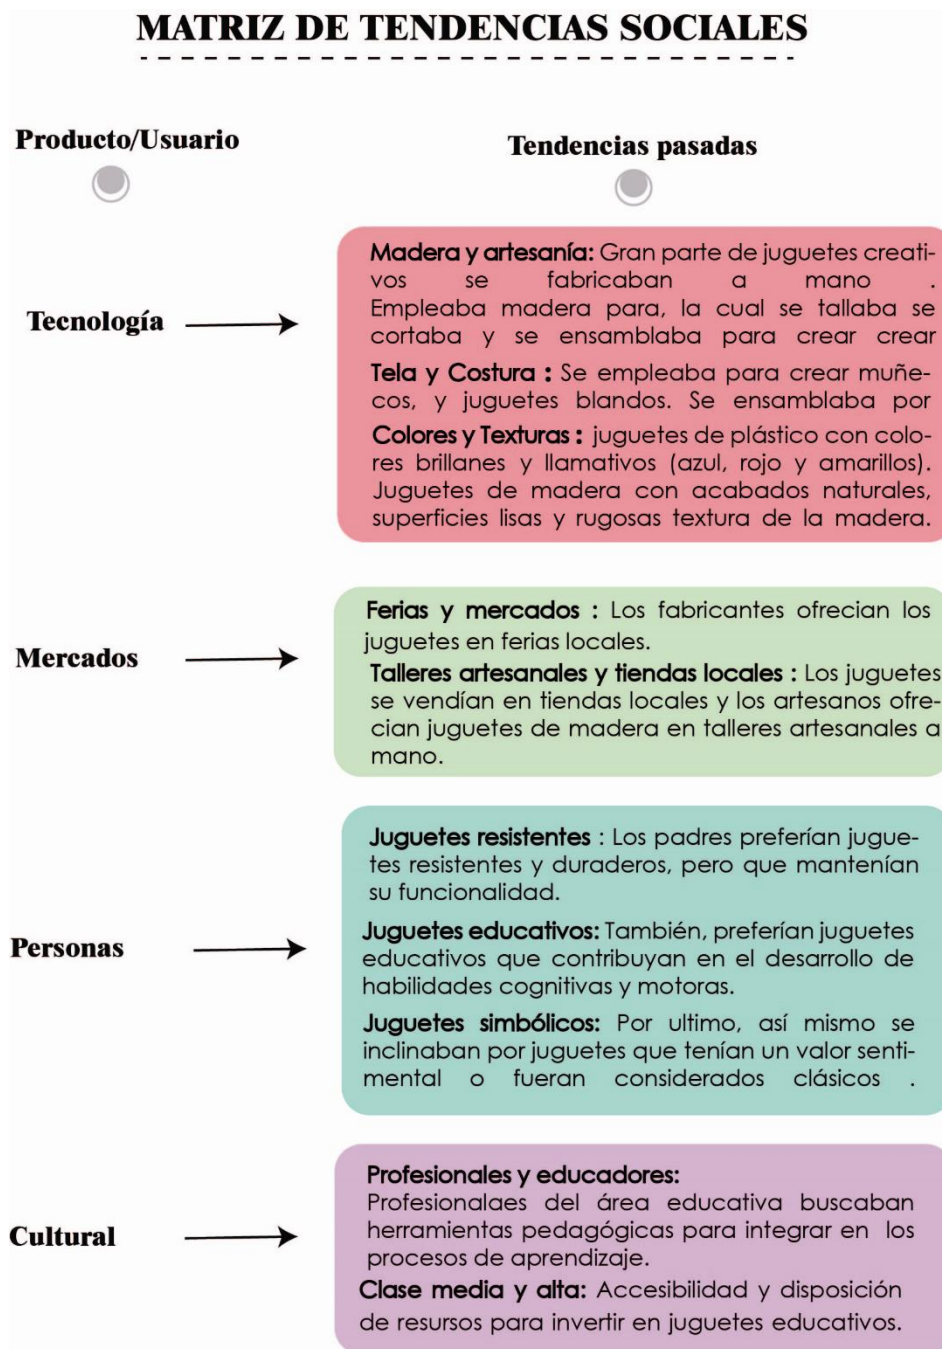 MATRIZ DE TENDENCIAS SOCIALES
Producto/Usuario
Tendencias pasadas
Tecnología
Madera y artesanía: Gran parte de juguetes creati-
vos se fabricaban a mano .
Empleaba madera para, la cual se tallaba se
cortaba y se ensamblaba para crear crear
Tela y Costura : Se empleaba para crear muñe-
cos, y juguetes blandos. Se ensamblaba por
Colores y Texturas : juguetes de plástico con colo-
res brillanes y llamativos (azul, rojo y amarillos).
Juguetes de madera con acabados naturales,
superficies lisas y rugosas textura de la madera.
Mercados
Ferias y mercados : Los fabricantes ofrecian los
juguetes en ferias locales.
Talleres artesanales y tiendas locales : Los juguetes
se vendían en tiendas locales y los artesanos ofre-
cian juguetes de madera en talleres artesanales a
mano.
Personas
Juguetes resistentes : Los padres preferían jugue-
tes resistentes y duraderos, pero que mantenían
su funcionalidad.
Juguetes educativos: También, preferían juguetes
educativos que contribuyan en el desarrollo de
habilidades cognitivas y motoras.
Juguetes simbólicos: Por ultimo, así mismo se
inclinaban por juguetes que tenían un valor senti-
mental o fueran considerados clásicos .
Cultural
Profesionales y educadores:
Profesionalaes del área educativa buscaban
herramientas pedagógicas para integrar en los
procesos de aprendizaje.
Clase media y alta: Accesibilidad y disposición
de resursos para invertir en juguetes educativos.